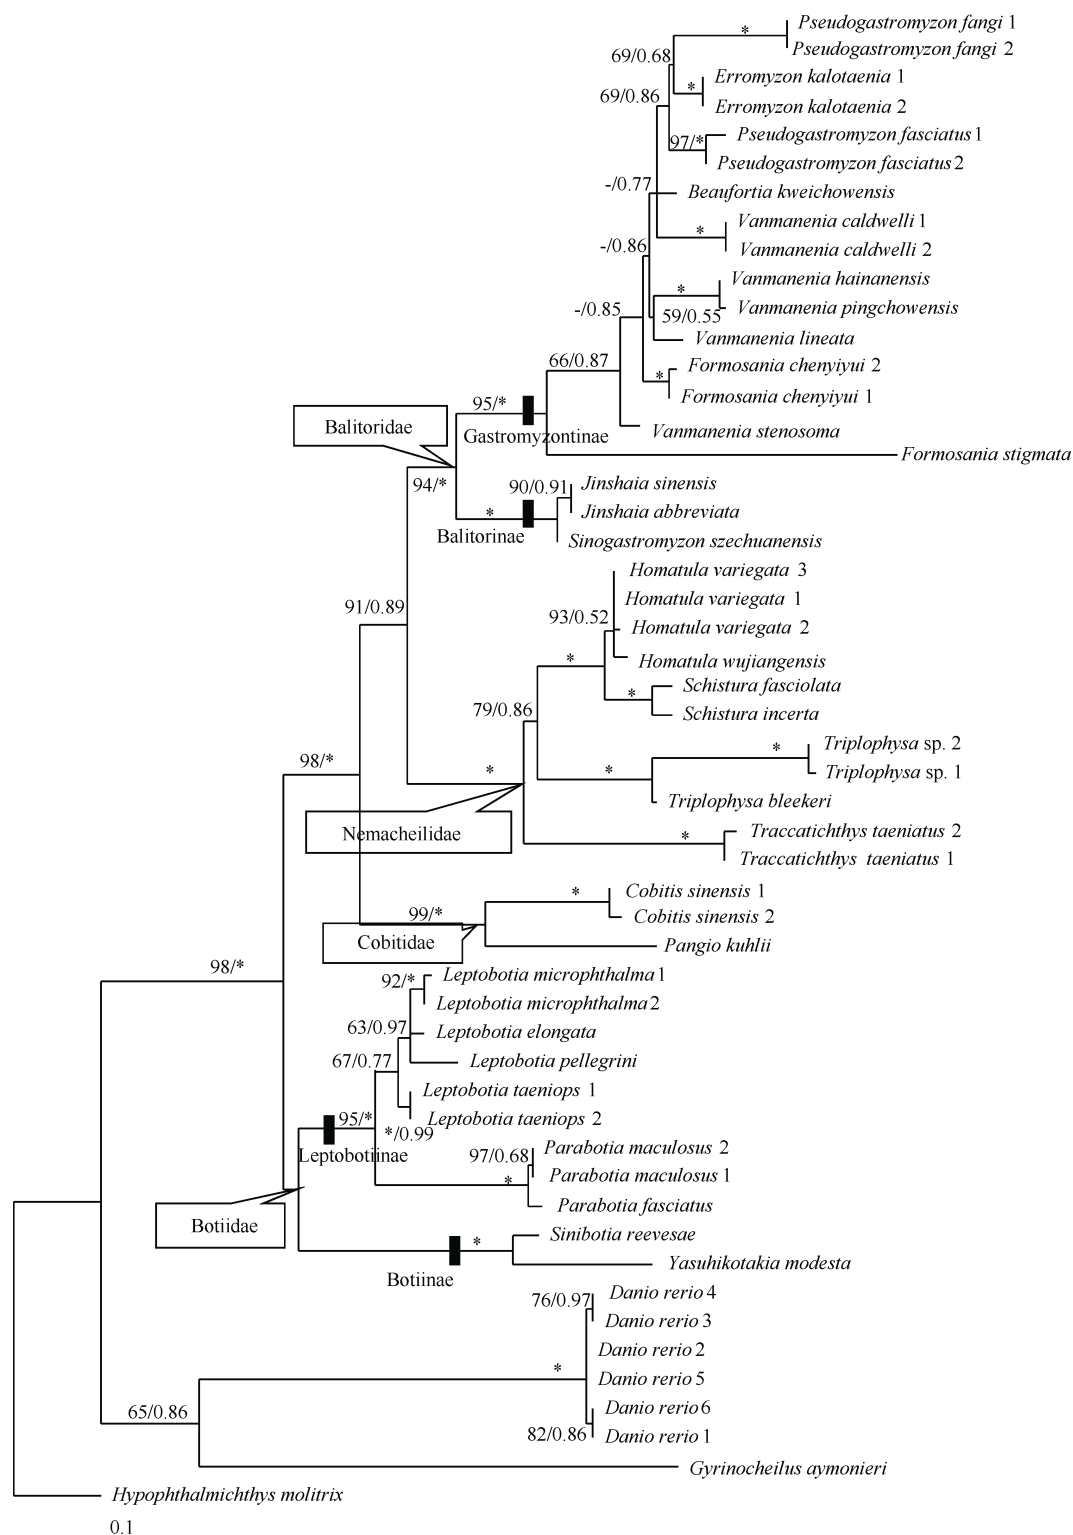 * Pseudogastromyzon fangi 1
Pseudogastromyzon fangi 2
69/0.68
* Erromyzon kalotaenia 1
69/0.86
Erromyzon kalotaenia 2
97/* Pseudogastromyzon fasciatus 1
Pseudogastromyzon fasciatus 2
-/0.77
Beaufortia kweichowensis
* Vanmanenia caldwelli 1
-/0.86
Vanmanenia caldwelli 2
* Vanmanenia hainanensis
-/0.85
59/0.55
Vanmanenia pingchowensis
Vanmanenia lineata
66/0.87
* Formosania chenyiyui 2
Formosania chenyiyui 1
95/*
Balitoridae
Gastromyzontinae
Vanmanenia stenosoma
Formosania stigmata
94/*
90/0.91
Jinshaia sinensis
* Jinshaia abbreviata
Balitorinae
Sinogastromyzon szechuanensis
Homatula variegata 3
Homatula variegata 1
91/0.89
93/0.52
Homatula variegata 2
* Homatula wujiangensis
* Schistura fasciolata
79/0.86
Schistura incerta
* Triplophysa sp. 2
98/*
* * Triplophysa sp. 1
Triplophysa bleekeri
Nemacheilidae
* Traccatichthys taeniatus 2
Traccatichthys taeniatus 1
* Cobitis sinensis 1
99/*
Cobitis sinensis 2
Cobitidae
Pangio kuhlii
98/*
92/*
Leptobotia microphthalma 1
Leptobotia microphthalma 2
63/0.97
Leptobotia elongata
67/0.77
Leptobotia pellegrini
Leptobotia taeniops 1
95/*
Leptobotia taeniops 2
*/0.99
Leptobotiinae
97/0.68
Parabotia maculosus 2
* Parabotia maculosus 1
Parabotia fasciatus
Botiidae
Sinibotia reevesae
*
Botiinae
Yasuhikotakia modesta
76/0.97
Danio rerio 4
Danio rerio 3
Danio rerio 2
* Danio rerio 5
65/0.86
Danio rerio 6
82/0.86
Danio rerio 1
Gyrinocheilus aymonieri
Hypophthalmichthys molitrix
0.1